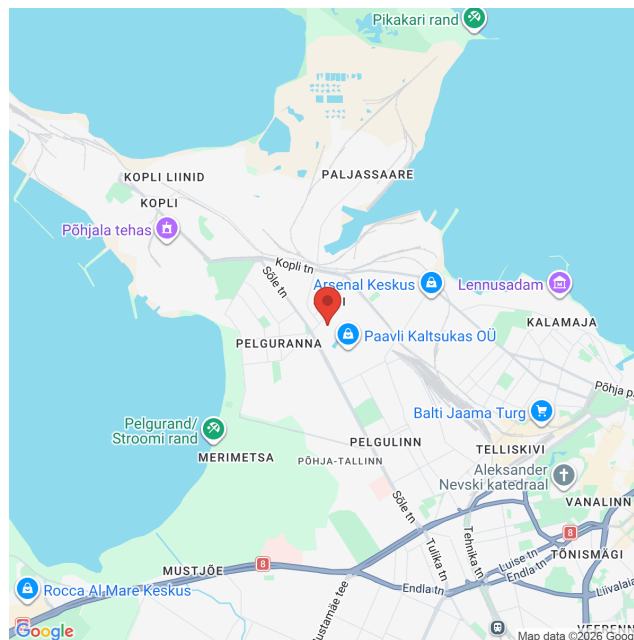 Pikakari rand
PALJASSAARE
KOPLI LIINID
KOPLI
Põhjala tehas
Kopli tn
Sõle tn
Arsenal Keskus
Lennusadam
KALAMAJA
Paavli Kaltsukas OÜ
PELGURANNA
Põhja p
Balti Jaama Turg
Pelgurand/
Stroomi rand
PELGULINN
TELLISKIVI
MERIMETSA
PÕHJA-TALLINN
Aleksander
Nevski katedraal
Sõle tn
VANALINN
8
Tulika tn
Tehnika tn
TÕNISMÄGI
Luise tn
Endla tn
MUSTJÕE
8
Endla tn
Liivalaia
Rocca Al Mare Keskus
ustamäe tee
Google
Map data ©2026 Goo